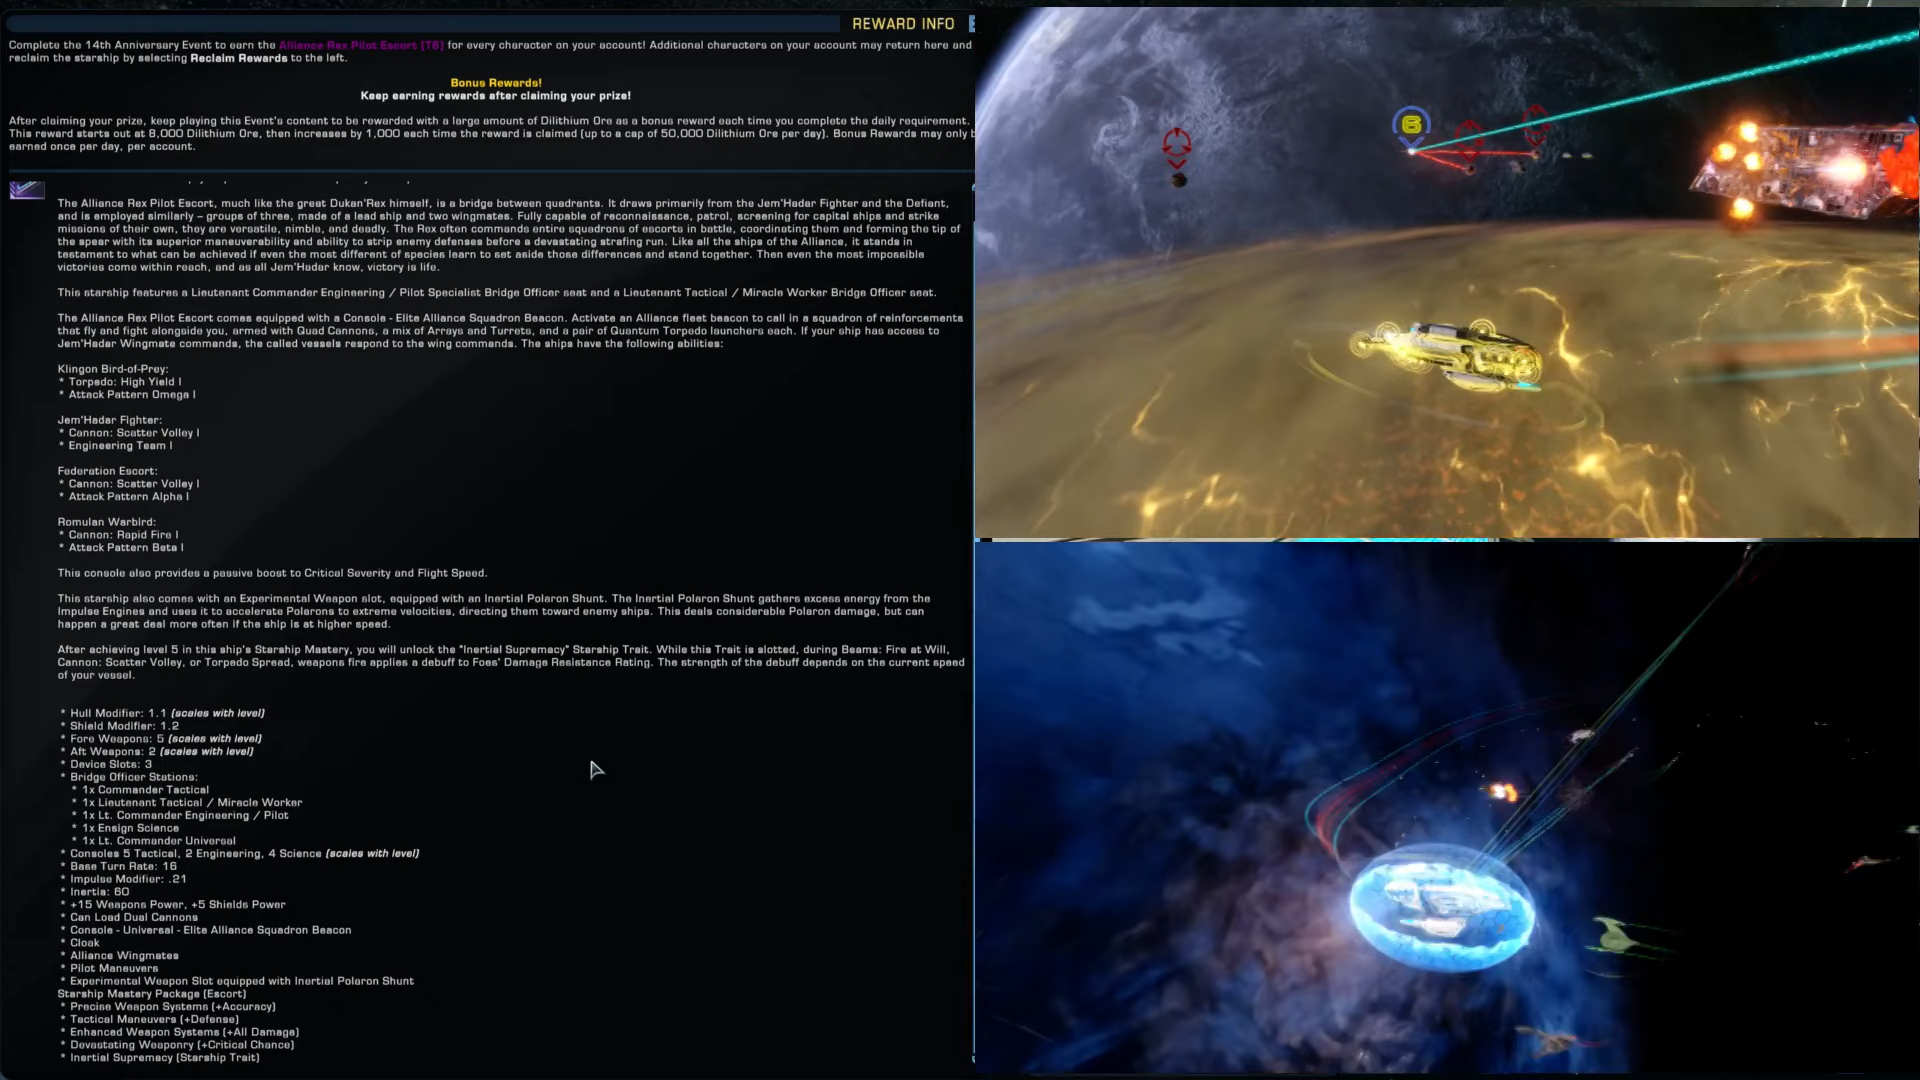 REWARD INFO
Complete the 14th Anniversary Event to earn the Alliance Rex Pilot Escort [T6] for every character on your account! Additional characters on your account may return here and
reclaim the starship by selecting Reclaim Rewards to the left.
Bonus Rewards!
Keep earning rewards after claiming your prize!
After claiming your prize, keep playing this Event's content to be rewarded with a large amount of Dilithium Ore as a bonus reward each time you complete the daily requirement.
This reward starts out at 8,000 Dilithium Ore, then increases by 1,000 each time the reward is claimed (up to a cap of 50,000 Dilithium Ore per day). Bonus Rewards may only
earned once per day, per account.
The Alliance Rex Pilot Escort, much like the great Dukan'Rex himself, is a bridge between quadrants. It draws primarily from the Jem'Hadar Fighter and the Defiant,
and is employed similarly – groups of three, made of a lead ship and two wingmates. Fully capable of reconnaissance, patrol, screening for capital ships and strike
missions of their own, they are versatile, nimble, and deadly. The Rex often commands entire squadrons of escorts in battle, coordinating them and forming the tip of
the spear with its superior maneuverability and ability to strip enemy defenses before a devastating strafing run. Like all the ships of the Alliance, it stands in
testament to what can be achieved if even the most different of species learn to set aside those differences and stand together. Then even the most impossible
victories come within reach, and as all Jem'Hadar know, victory is life.
This starship features a Lieutenant Commander Engineering / Pilot Specialist Bridge Officer seat and a Lieutenant Tactical / Miracle Worker Bridge Officer seat.
The Alliance Rex Pilot Escort comes equipped with a Console - Elite Alliance Squadron Beacon. Activate an Alliance fleet beacon to call in a squadron of reinforcements
that fly and fight alongside you, armed with Quad Cannons, a mix of Arrays and Turrets, and a pair of Quantum Torpedo launchers each. If your ship has access to
Jem'Hadar Wingmate commands, the called vessels respond to the wing commands. The ships have the following abilities:
Klingon Bird-of-Prey:
* Torpedo: High Yield I
* Attack Pattern Omega I
Jem'Hadar Fighter:
* Cannon: Scatter Volley I
* Engineering Team I
Federation Escort:
* Cannon: Scatter Volley I
* Attack Pattern Alpha I
Romulan Warbird:
* Cannon: Rapid Fire I
* Attack Pattern Beta I
This console also provides a passive boost to Critical Severity and Flight Speed.
This starship also comes with an Experimental Weapon slot, equipped with an Inertial Polaron Shunt. The Inertial Polaron Shunt gathers excess energy from the
Impulse Engines and uses it to accelerate Polarons to extreme velocities, directing them toward enemy ships. This deals considerable Polaron damage, but can
happen a great deal more often if the ship is at higher speed.
After achieving level 5 in this ship's Starship Mastery, you will unlock the "Inertial Supremacy" Starship Trait. While this Trait is slotted, during Beams: Fire at Will,
Cannon: Scatter Volley, or Torpedo Spread, weapons fire applies a debuff to Foes' Damage Resistance Rating. The strength of the debuff depends on the current speed
of your vessel.
* Hull Modifier: 1.1 (scales with level)
* Shield Modifier: 1.2
* Fore Weapons: 5 (scales with level)
* Aft Weapons: 2 (scales with level)
* Device Slots: 3
* Bridge Officer Stations:
* 1x Commander Tactical
* 1x Lieutenant Tactical / Miracle Worker
* 1x Lt. Commander Engineering / Pilot
* 1x Ensign Science
* 1x Lt. Commander Universal
* Consoles 5 Tactical, 2 Engineering, 4 Science (scales with level)
* Base Turn Rate: 16
* Impulse Modifier: .21
* Inertia: 60
* +15 Weapons Power, +5 Shields Power
* Can Load Dual Cannons
* Console - Universal - Elite Alliance Squadron Beacon
* Cloak
* Alliance Wingmates
* Pilot Maneuvers
* Experimental Weapon Slot equipped with Inertial Polaron Shunt
Starship Mastery Package (Escort)
* Precise Weapon Systems (+Accuracy)
* Tactical Maneuvers (+Defense)
* Enhanced Weapon Systems (+All Damage)
* Devastating Weaponry (+Critical Chance)
* Inertial Supremacy (Starship Trait)
6